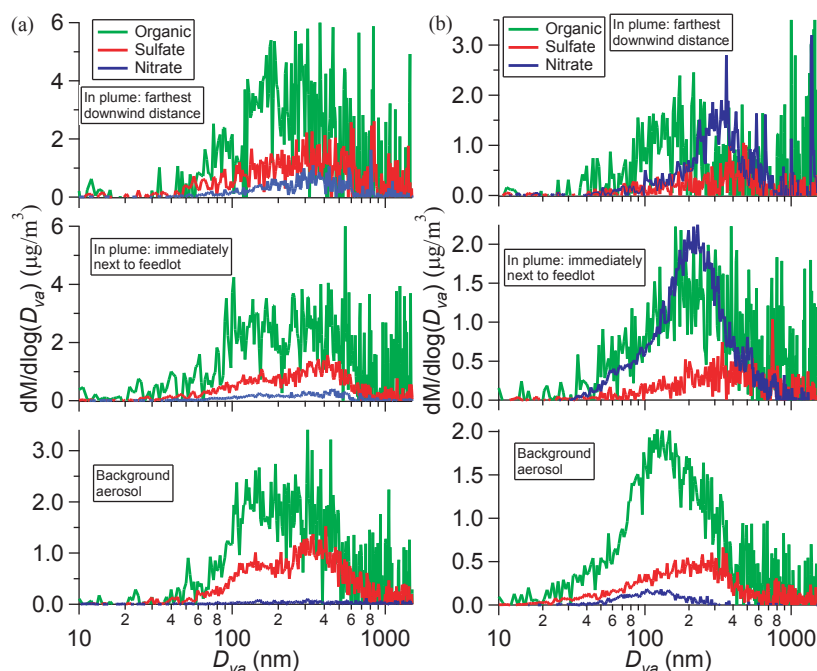 (a)
6
4
2
0
Organic
Sulfate
Nitrate
In plume: farthest
downwind distance
6
4
2
0
In plume: immediately
next to feedlot
3.0
2.0
1.0
0.0
Background
aerosol
10
2
4
6
8
100
2
4
6
8
1000
dM/dlog(Dva) (µg/m³)
Dva (nm)
(b)
3.5
3.0
2.0
1.0
0.0
Organic
Sulfate
Nitrate
In plume: farthest
downwind distance
2.0
1.5
1.0
0.5
0.0
In plume: immediately
next to feedlot
2.0
1.5
1.0
0.5
0.0
Background
aerosol
10
2
4
6
8
100
2
4
6
8
1000
dM/dlog(Dva) (µg/m³)
Dva (nm)